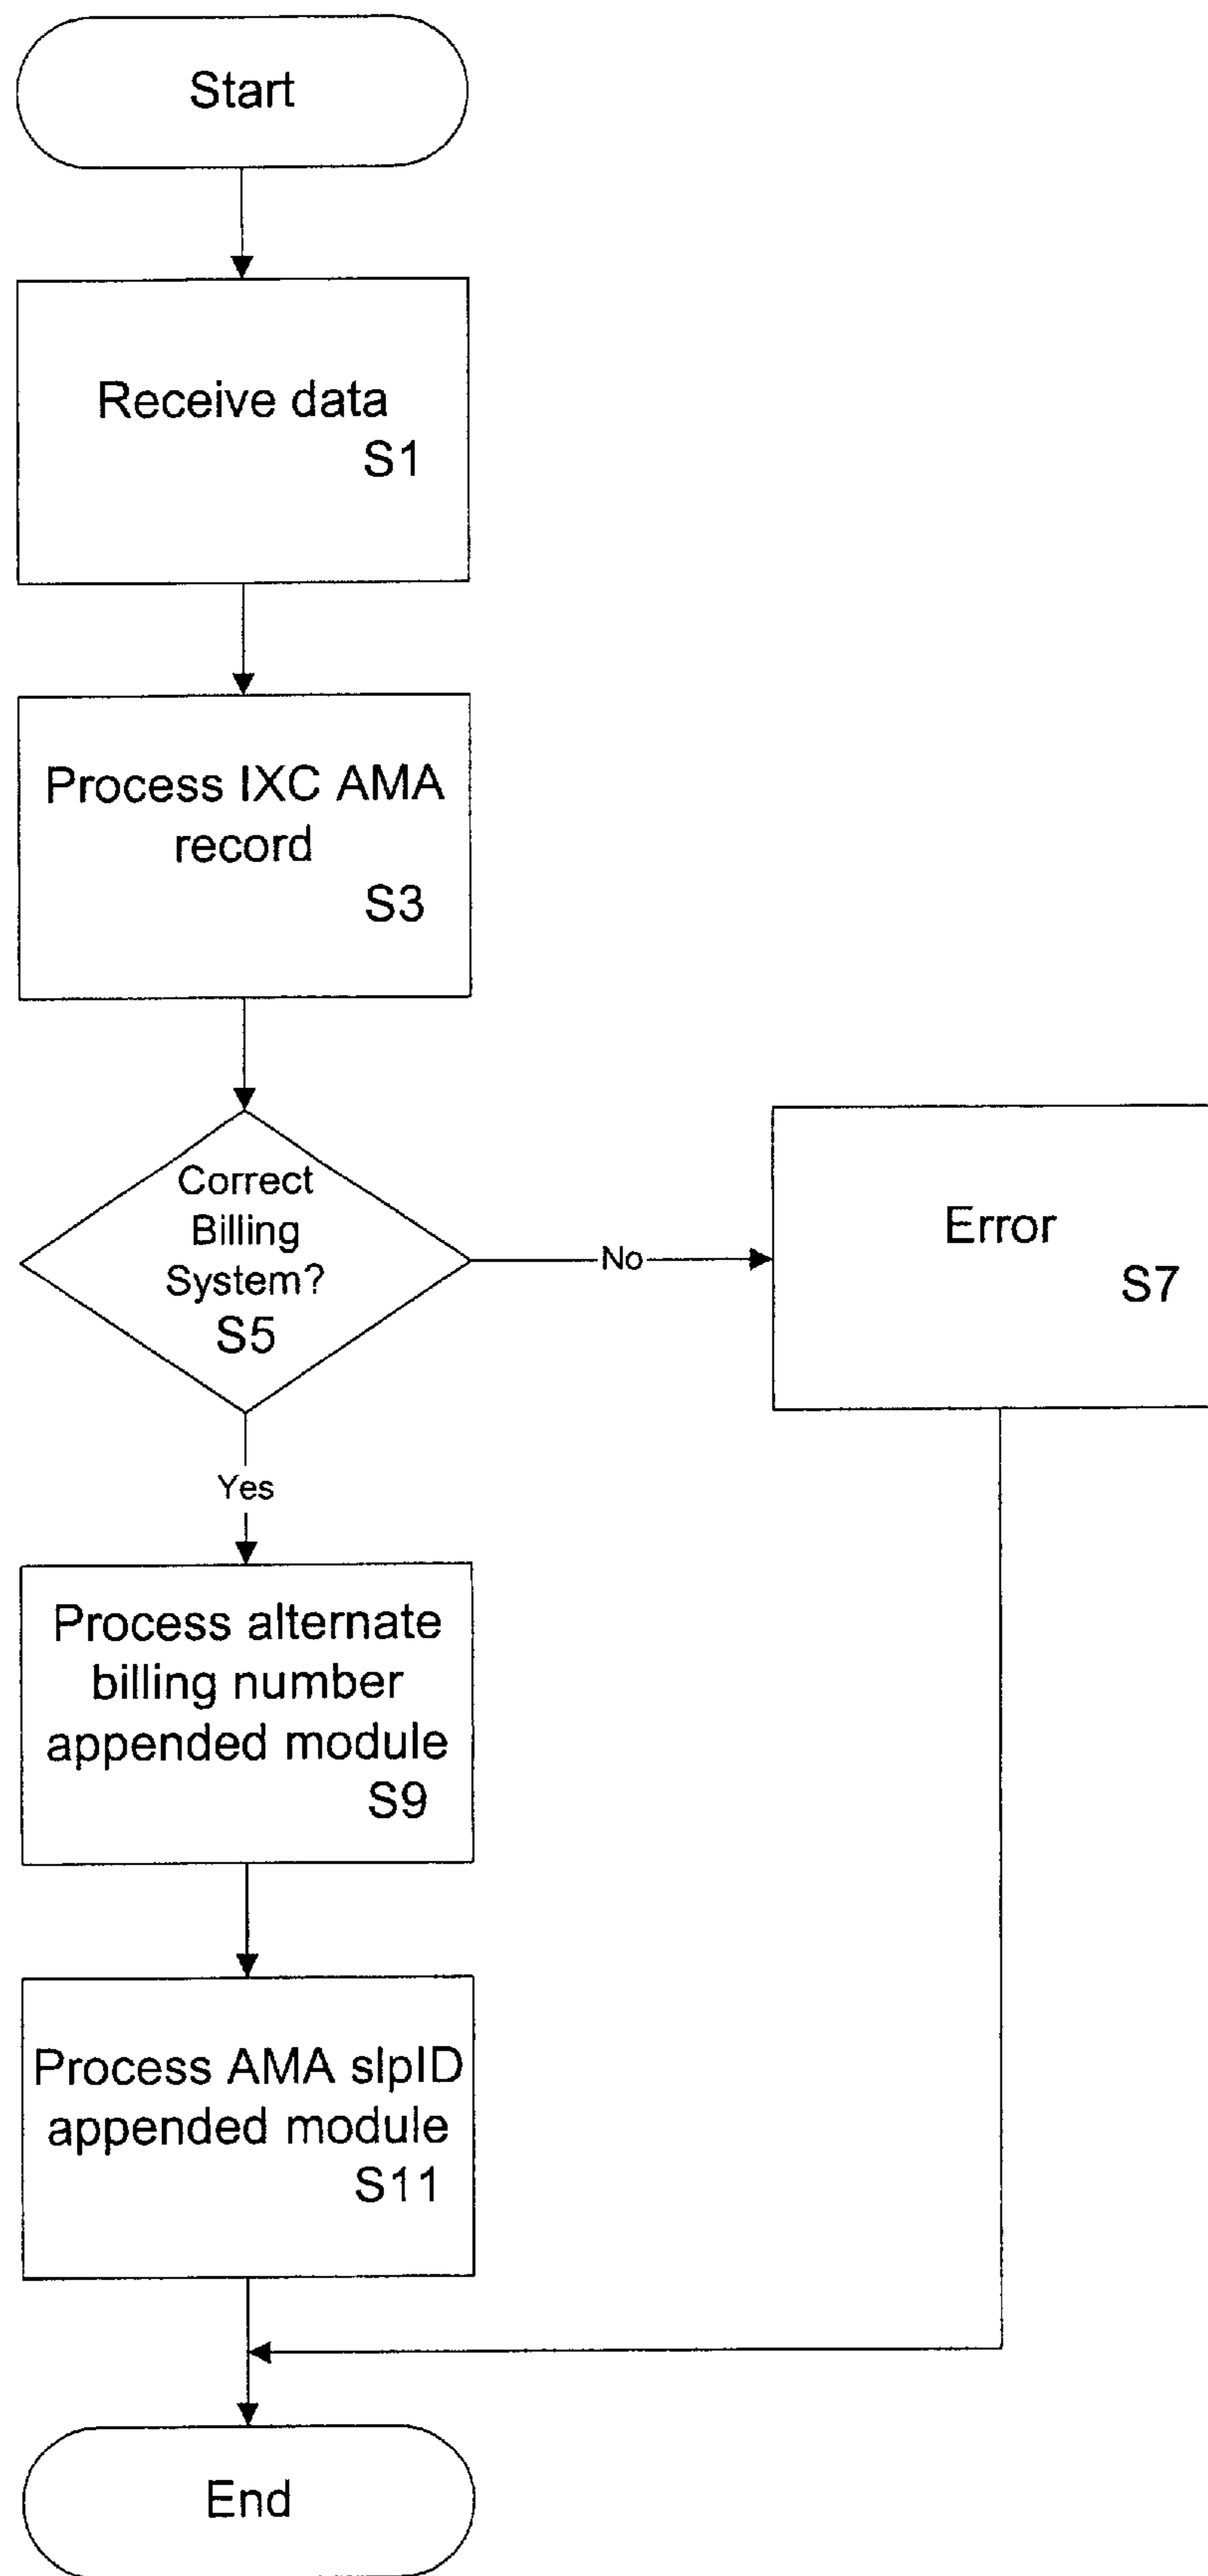 Start
Receive data
S1
Process IXC AMA
record
S3
Correct
Billing
System?
S5
No
Error
S7
Yes
Process alternate
billing number
appended module
S9
Process AMA slpID
appended module
S11
End